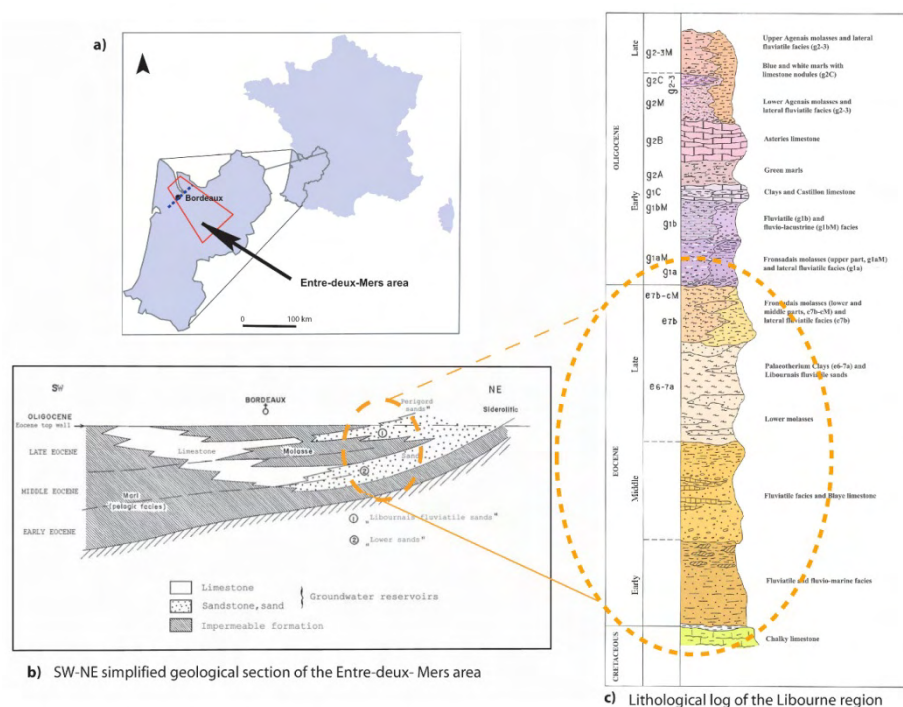 a)
Bordeaux
Entre-deux-Mers area
0 100 km
SW
BORDEAUX
NE
OLIGOCENE
Eocene top wall
"Perigord
sands"
Siderolitic
LATE EOCENE
Limestone
Molasse
Sand
①
②
MIDDLE EOCENE
Marl
(pelagic facies)
EARLY EOCENE
① "Libournais fluviatile sands"
② "Lower sands"
Limestone
Sandstone,sand
Groundwater reservoirs
Impermeable formation
b) SW-NE simplified geological section of the Entre-deux- Mers area
OLIGOCENE
Late
Early
EOCENE
Late
Middle
Early
CRETACEOUS
g2-3M
g2C
g2-3
g2M
g2B
g2A
g1C
g1bM
g1b
g1aM
g1a
e7b-cM
e7b
e6-7a
Upper Agenais molasses and lateral
fluviatile facies (g2-3)
Blue and white marls with
limestone nodules (g2C)
Lower Agenais molasses and
lateral fluviatile facies (g2-3)
Asteries limestone
Green marls
Clays and Castillon limestone
Fluviatile (g1b) and
fluvio-lacustrine (g1bM) facies
Fronsadais molasses (upper part, g1aM)
and lateral fluviatile facies (g1a)
Fronsadais molasses (lower and
middle parts, e7b-cM) and
lateral fluviatile facies (e7b)
Palaeotherium Clays (e6-7a) and
Libournais fluviatile sands
Lower molasses
Fluviatile facies and Blaye limestone
Fluviatile and fluvio-marine facies
Chalky limestone
c) Lithological log of the Libourne region